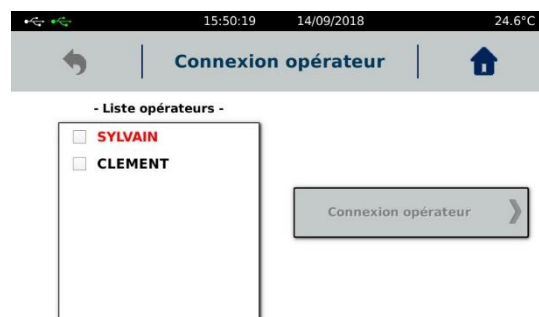 15:50:19 14/09/2018 24.6°C
Connexion opérateur
- Liste opérateurs -
SYLVAIN
CLEMENT
Connexion opérateur